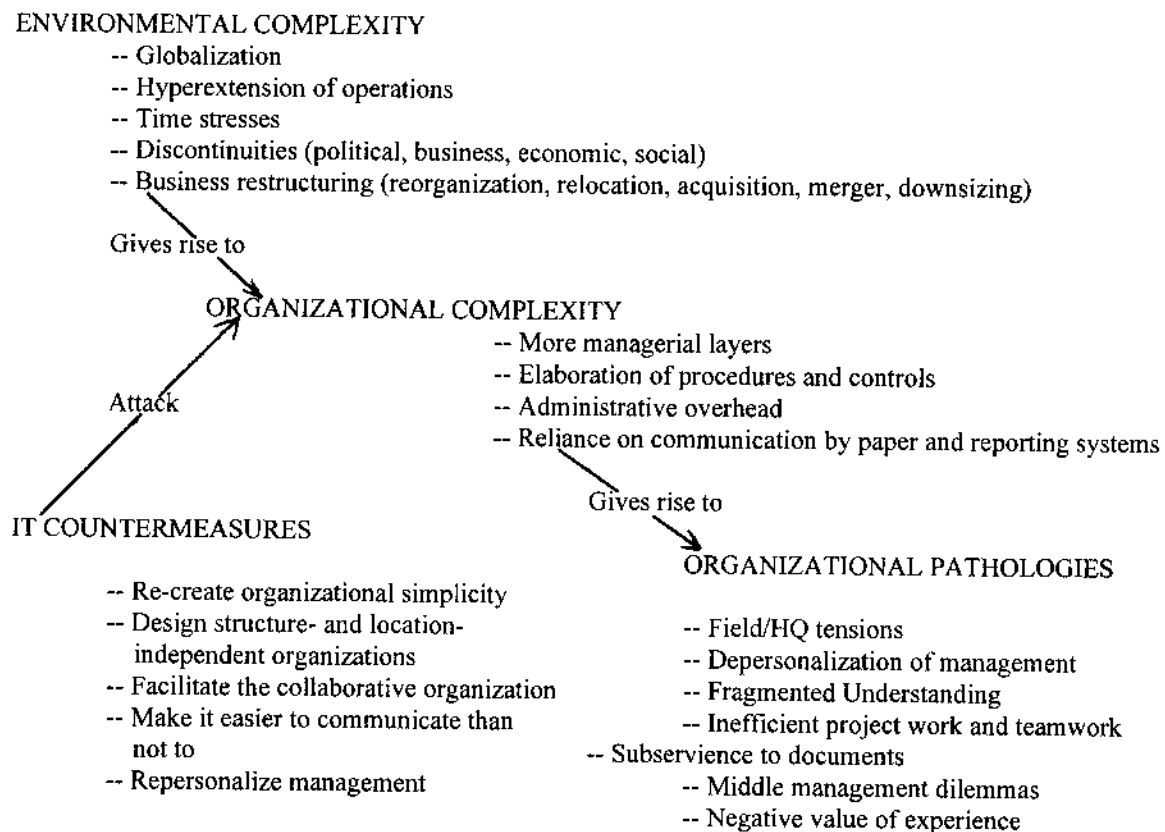 ENVIRONMENTAL COMPLEXITY
-- Globalization
-- Hyperextension of operations
-- Time stresses
-- Discontinuities (political, business, economic, social)
-- Business restructuring (reorganization, relocation, acquisition, merger, downsizing)
Gives rise to
ORGANIZATIONAL COMPLEXITY
-- More managerial layers
-- Elaboration of procedures and controls
-- Administrative overhead
-- Reliance on communication by paper and reporting systems
Attack
Gives rise to
IT COUNTERMEASURES
-- Re-create organizational simplicity
-- Design structure- and location-
independent organizations
-- Facilitate the collaborative organization
-- Make it easier to communicate than
not to
-- Repersonalize management
ORGANIZATIONAL PATHOLOGIES
-- Field/HQ tensions
-- Depersonalization of management
-- Fragmented Understanding
-- Inefficient project work and teamwork
-- Subservience to documents
-- Middle management dilemmas
-- Negative value of experience